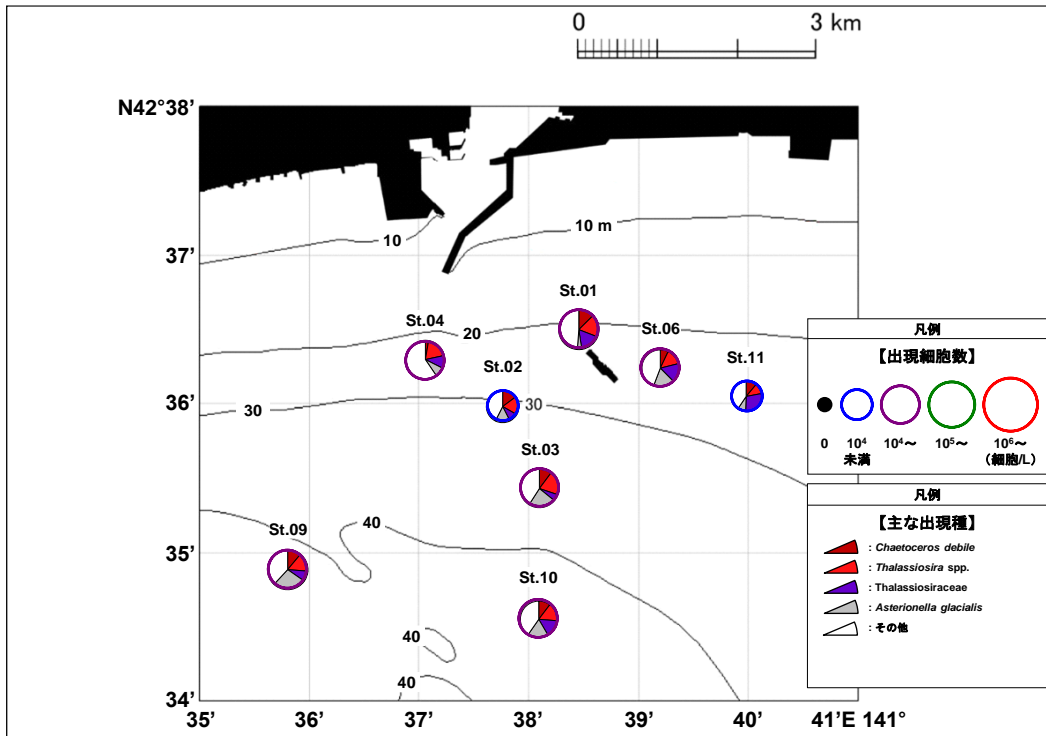 0 3 km
N42°38’
10
10 m
37’
St.01
St.04
20
St.06
St.02
St.11
36’
30
30
St.03
St.09
40
35’
St.10
40
40
34’
35’ 36’ 37’ 38’ 39’ 40’ 41’E 141°
凡例
【出現細胞数】
0 10⁴未満 10⁴～ 10⁵～ 10⁶～
(細胞/L)
凡例
【主な出現種】
: Chaetoceros debile
: Thalassiosira spp.
: Thalassiosiraceae
: Asterionella glacialis
: その他